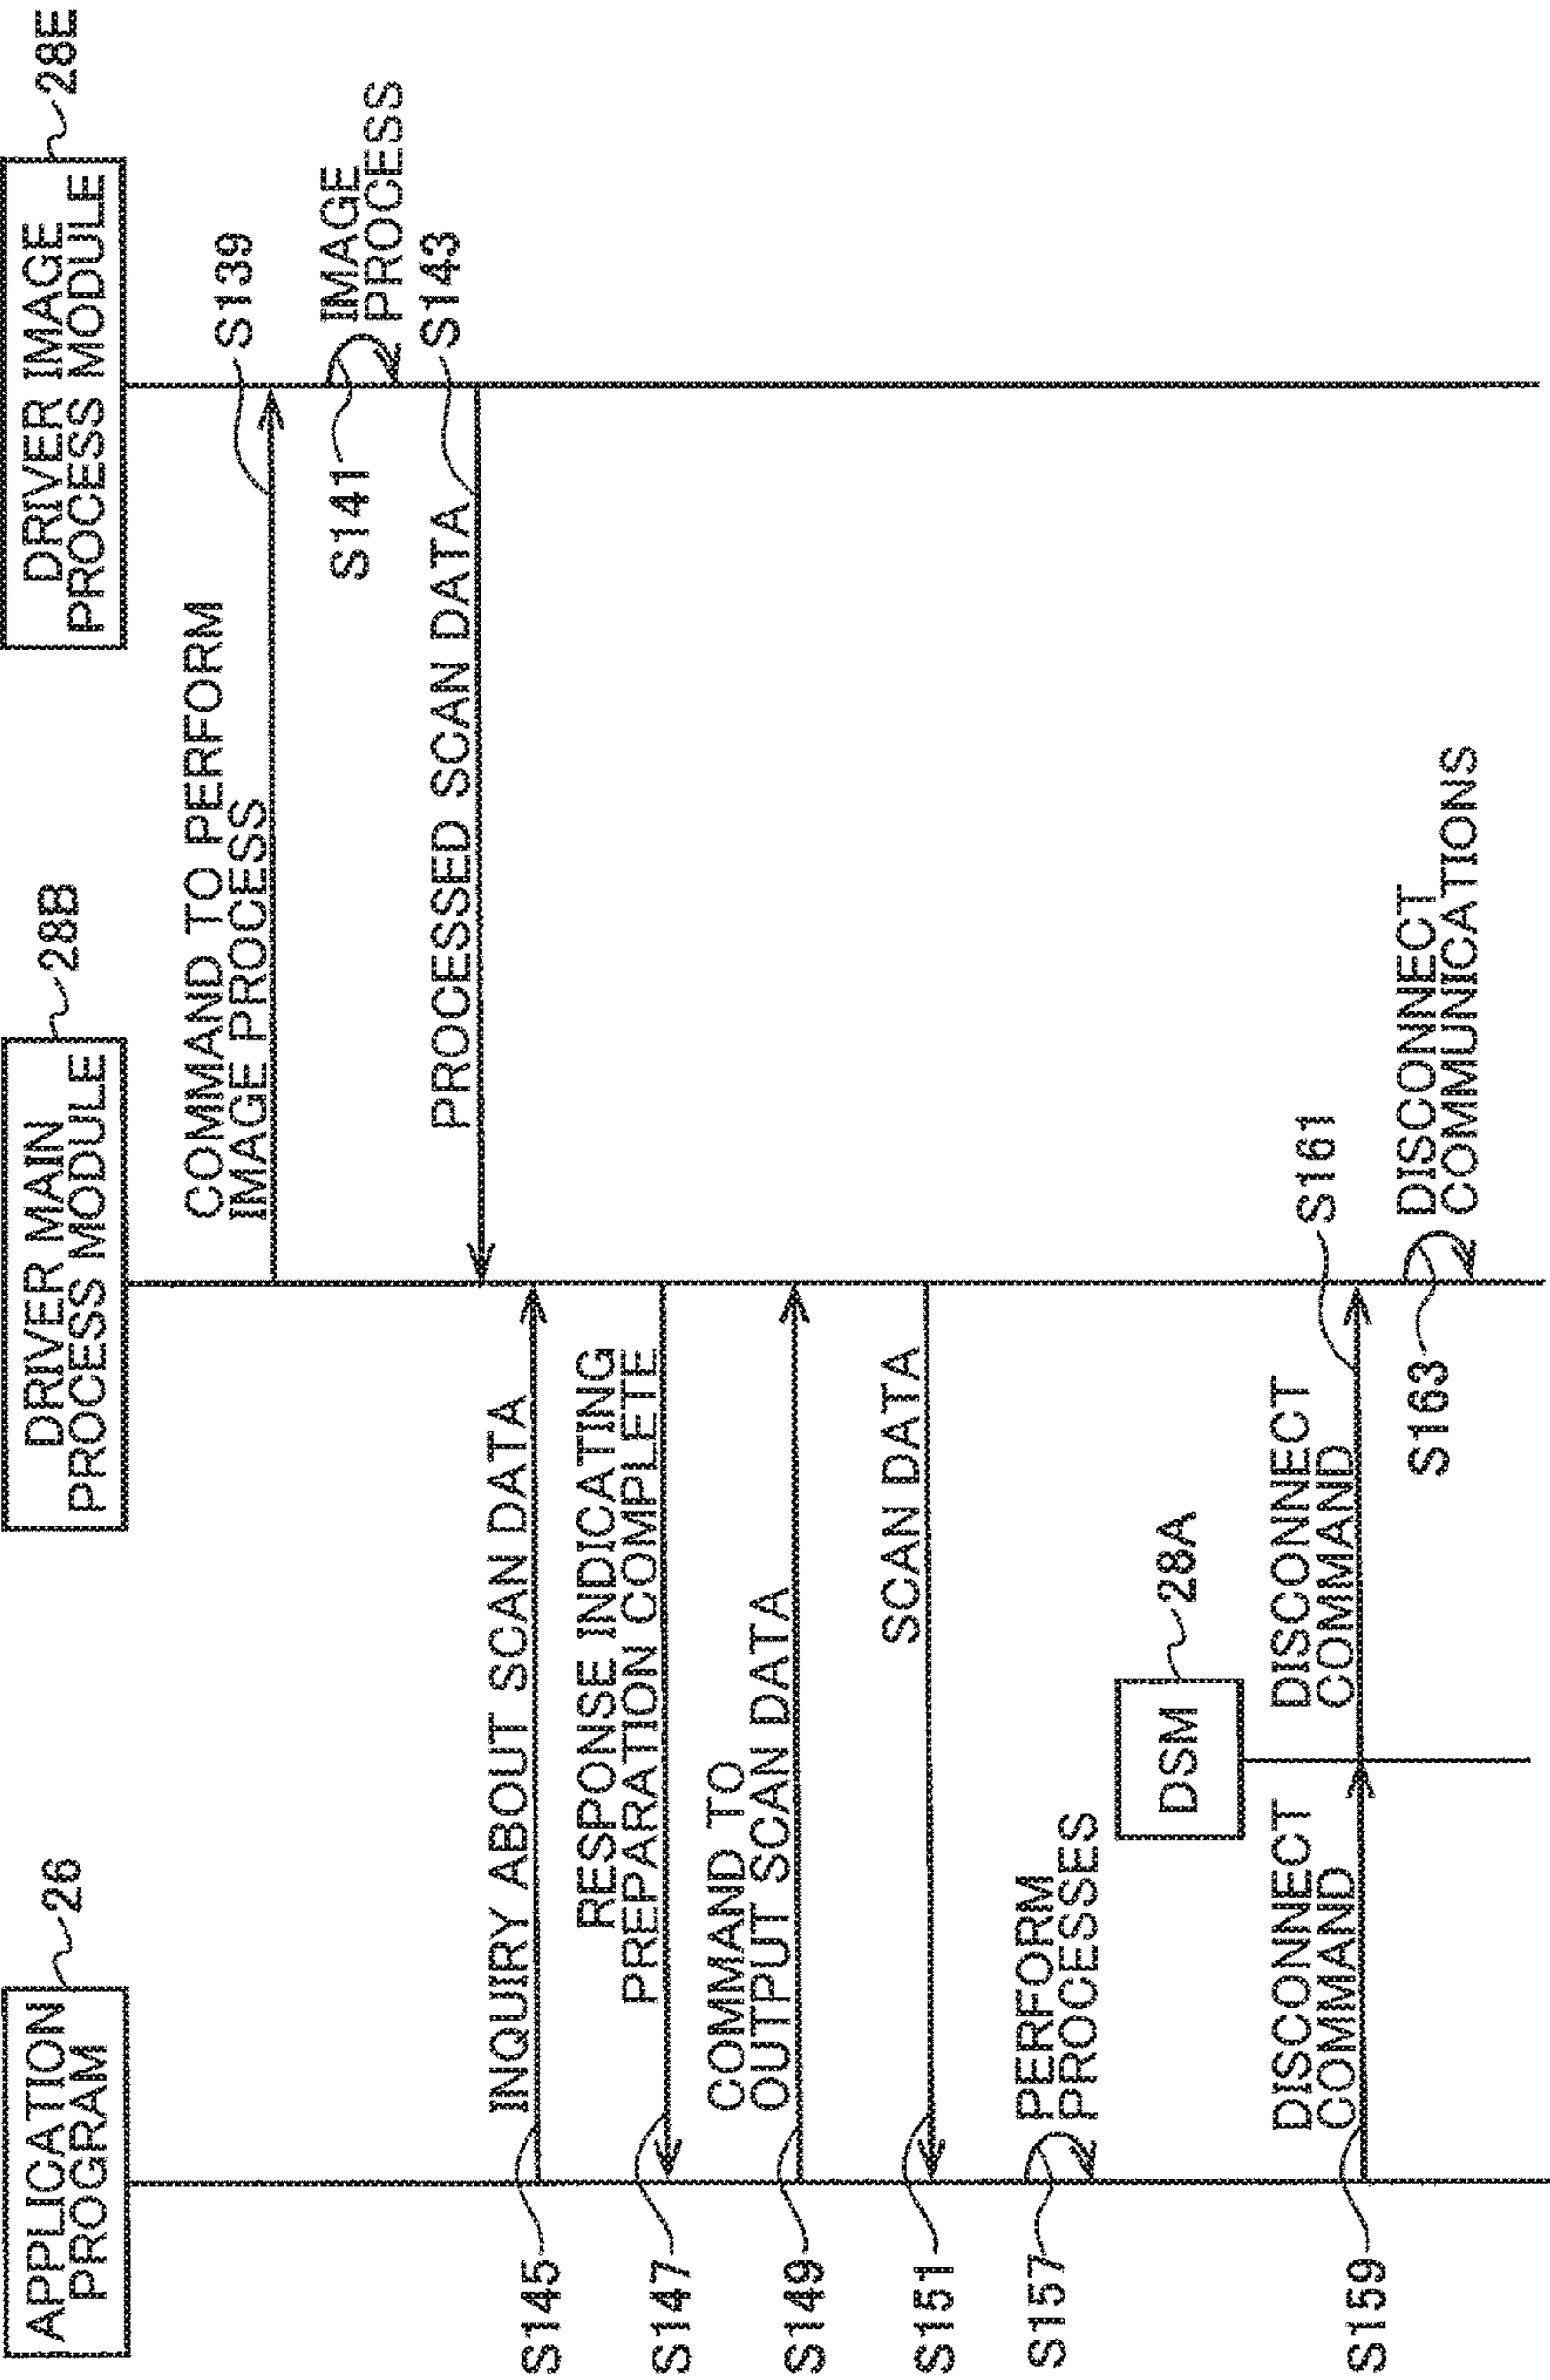 APPLICATION
PROGRAM
26
DRIVER MAIN
PROCESS MODULE
28B
DRIVER IMAGE
PROCESS MODULE
28E
COMMAND TO PERFORM
IMAGE PROCESS
S139
S141
IMAGE
PROCESS
PROCESSED SCAN DATA
S143
S145
INQUIRY ABOUT SCAN DATA
S147
RESPONSE INDICATING
PREPARATION COMPLETE
S149
COMMAND TO
OUTPUT SCAN DATA
S151
SCAN DATA
S157
PERFORM
PROCESSES
DSM
28A
S159
DISCONNECT
COMMAND
DISCONNECT
COMMAND
S161
S163
DISCONNECT
COMMUNICATIONS